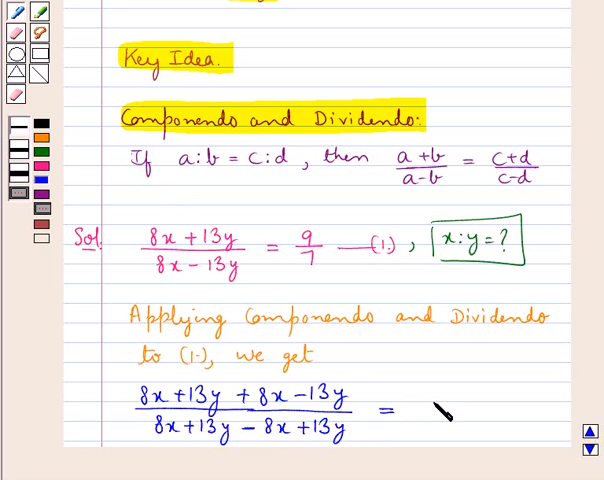 Key Idea.
Componendo and Dividendo:
If a:b = c:d, then (a+b)/(a-b) = (c+d)/(c-d)
Sol. (8x+13y)/(8x-13y) = 9/7 —(1.), x:y=?
Applying Componendo and Dividendo
to (1.), we get
(8x+13y+8x-13y)/(8x+13y-8x+13y) =